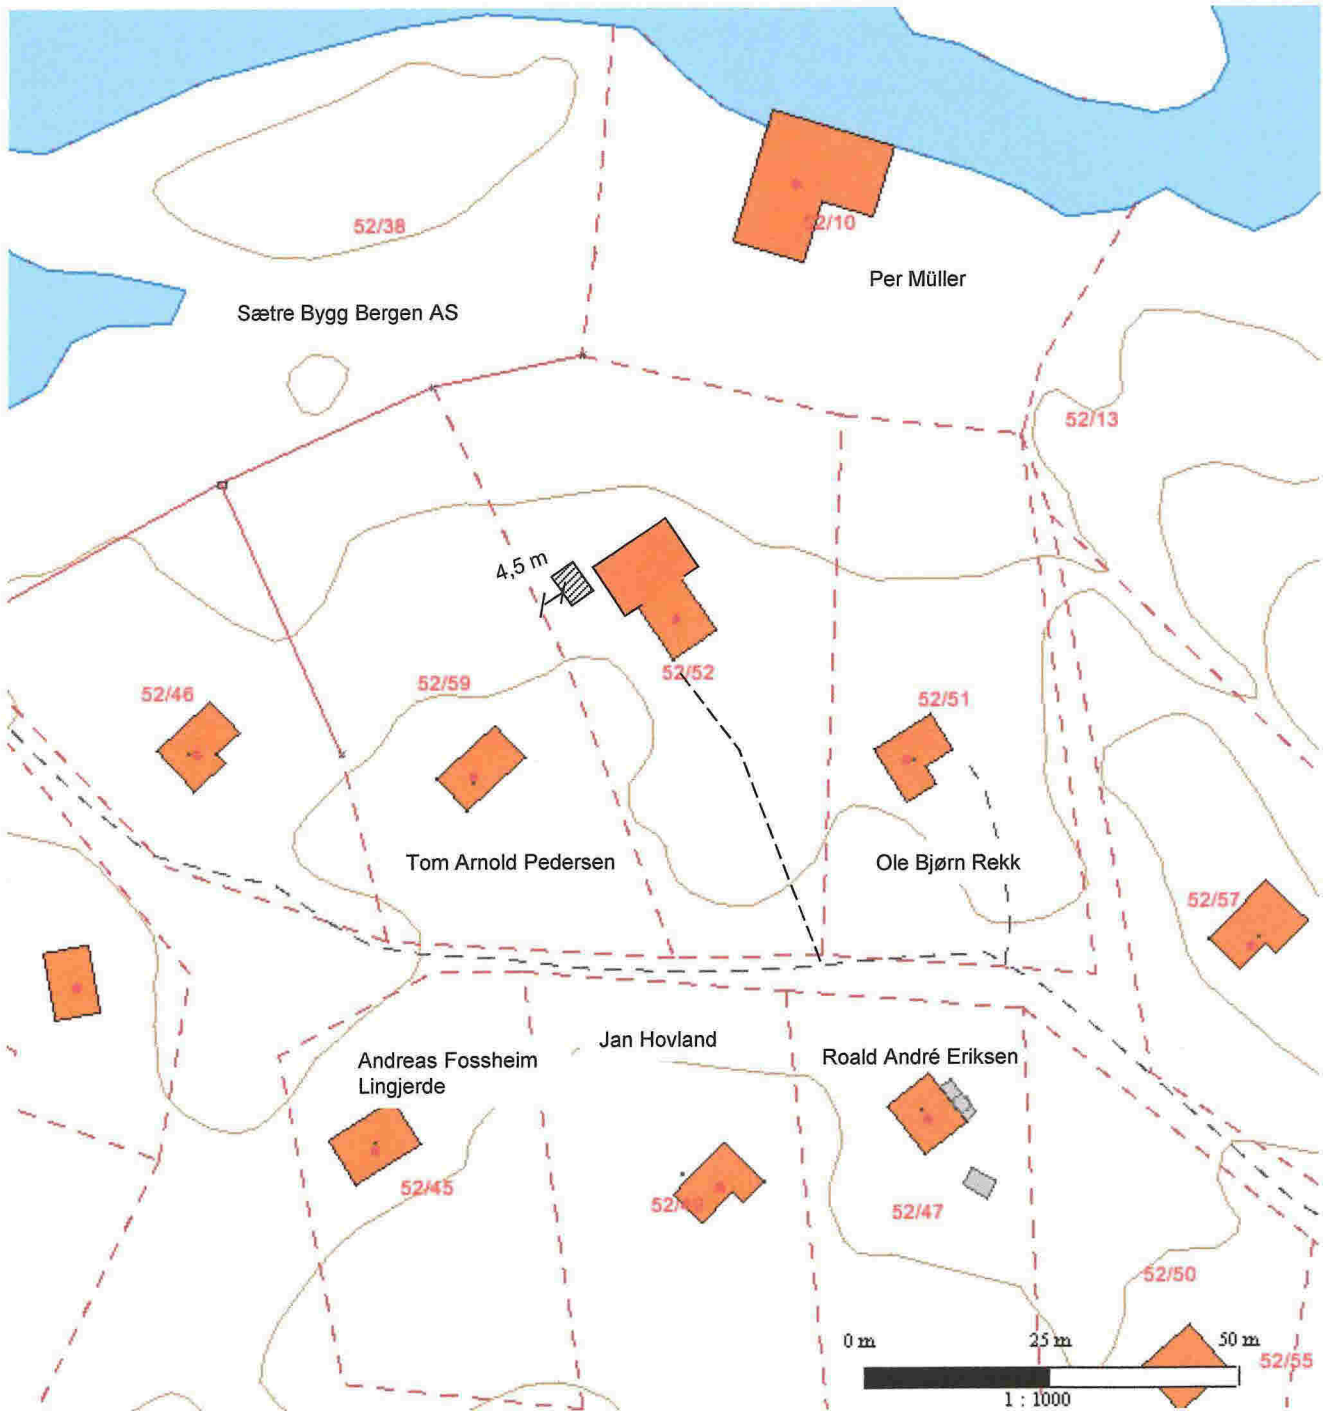 52/38
52/10
Per Müller
Sætre Bygg Bergen AS
52/13
4,5 m
52/46
52/59
52/52
52/51
Tom Arnold Pedersen
Ole Bjørn Rekk
52/57
Andreas Fossheim
Lingjerde
Jan Hovland
Roald André Eriksen
52/45
52/47
52/50
0 m 25 m 50 m
52/55
1 : 1000